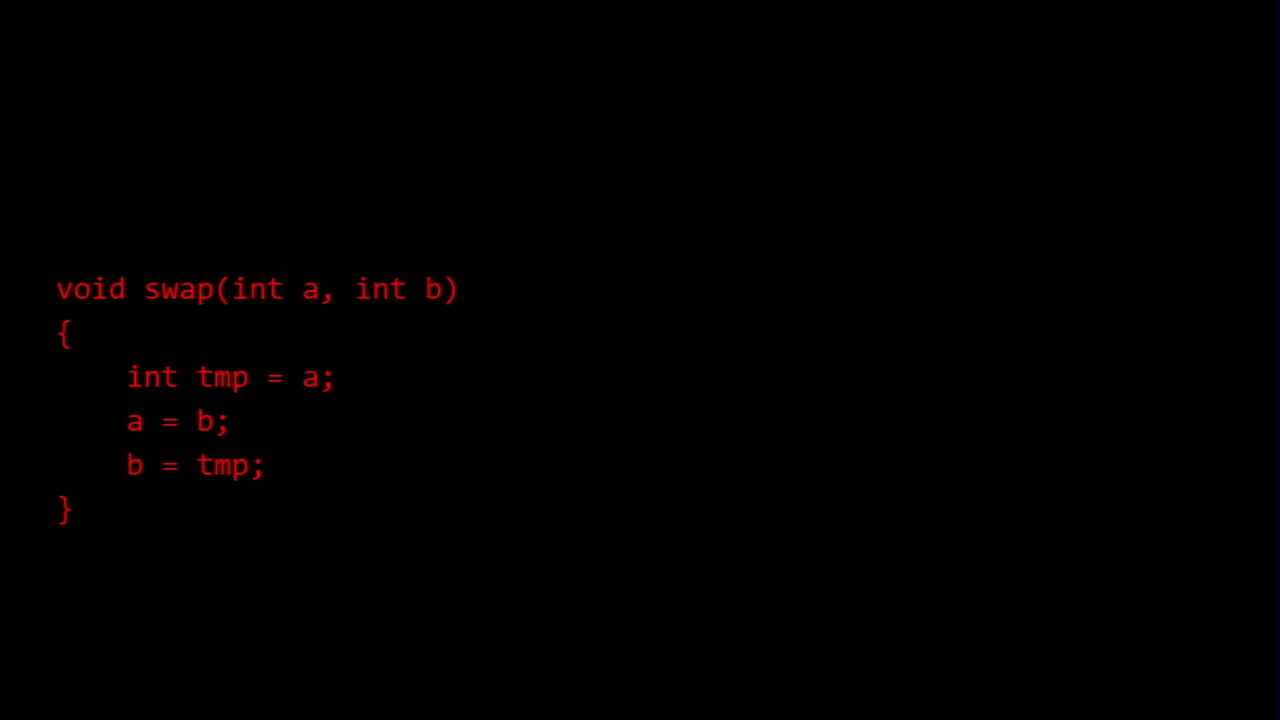 void swap(int a, int b)
{
    int tmp = a;
    a = b;
    b = tmp;
}